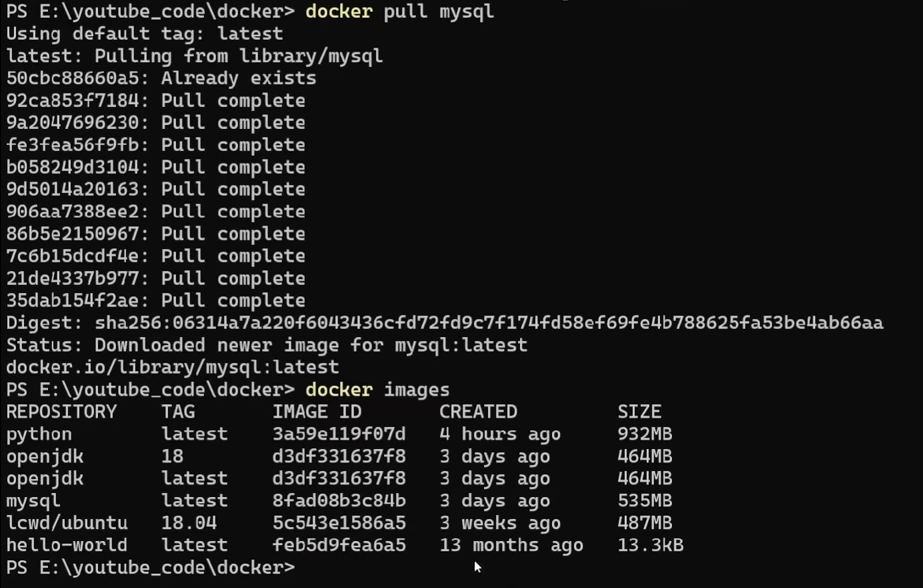 PS E:\youtube_code\docker> docker pull mysql
Using default tag: latest
latest: Pulling from library/mysql
50cbc88660a5: Already exists
92ca853f7184: Pull complete
9a2047696230: Pull complete
fe3fea56f9fb: Pull complete
b058249d3104: Pull complete
9d5014a20163: Pull complete
906aa7388ee2: Pull complete
86b5e2150967: Pull complete
7c6b15dcdf4e: Pull complete
21de4337b977: Pull complete
35dab154f2ae: Pull complete
Digest: sha256:06314a7a220f6043436cfd72fd9c7f174fd58ef69fe4b788625fa53be4ab66aa
Status: Downloaded newer image for mysql:latest
docker.io/library/mysql:latest
PS E:\youtube_code\docker> docker images
REPOSITORY TAG IMAGE ID CREATED SIZE
python latest 3a59e119f07d 4 hours ago 932MB
openjdk 18 d3df331637f8 3 days ago 464MB
openjdk latest d3df331637f8 3 days ago 464MB
mysql latest 8fad08b3c84b 3 days ago 535MB
lcwd/ubuntu 18.04 5c543e1586a5 3 weeks ago 487MB
hello-world latest feb5d9fea6a5 13 months ago 13.3kB
PS E:\youtube_code\docker>